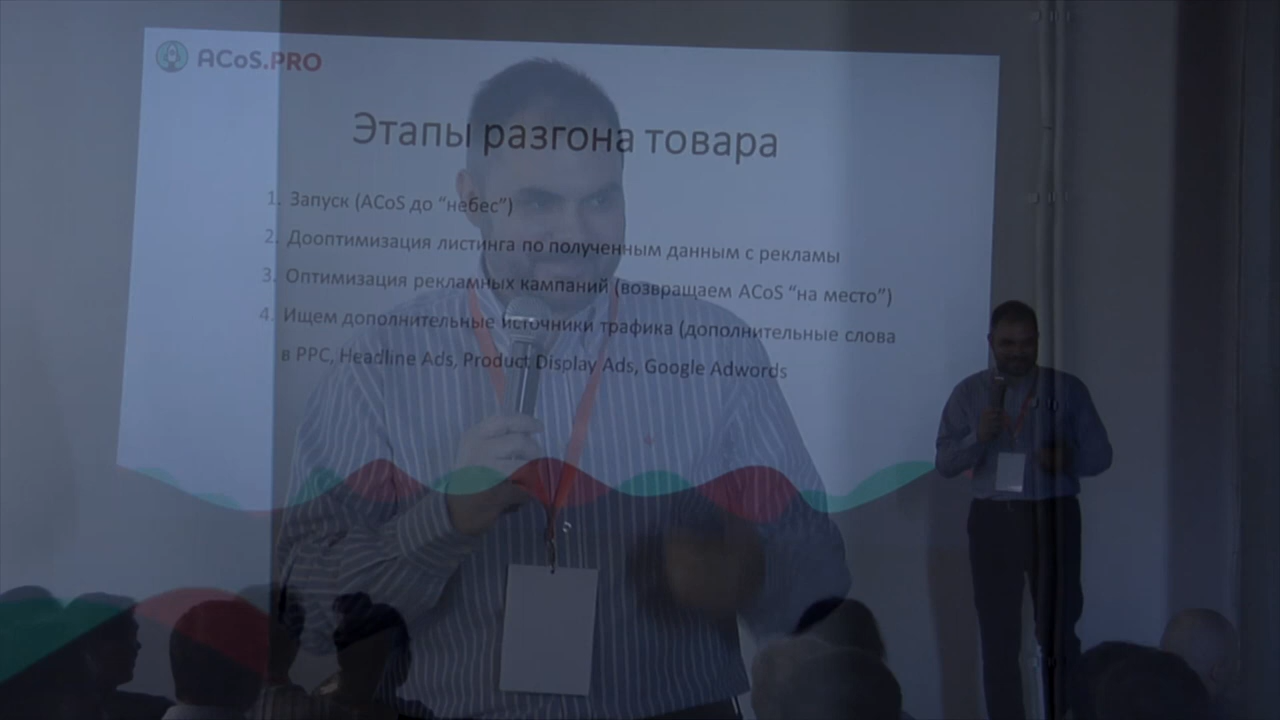 ACoS.PRO
Этапы разгона товара
1. Запуск (ACoS до “небес”)
2. Дооптимизация листинга по полученным данным с рекламы
3. Оптимизация рекламных кампаний (возвращаем ACoS “на место”)
4. Ищем дополнительные источники трафика (дополнительные слова
в PPC, Headline Ads, Product Display Ads, Google Adwords